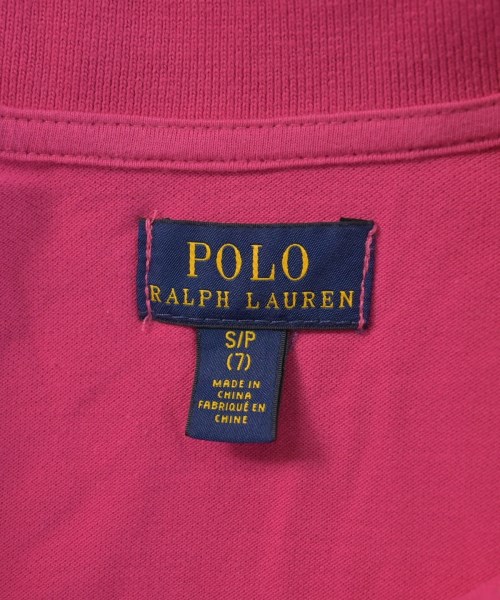 POLO
RALPH LAUREN
S/P
(7)
MADE IN
CHINA
FABRIQUÉ EN
CHINE